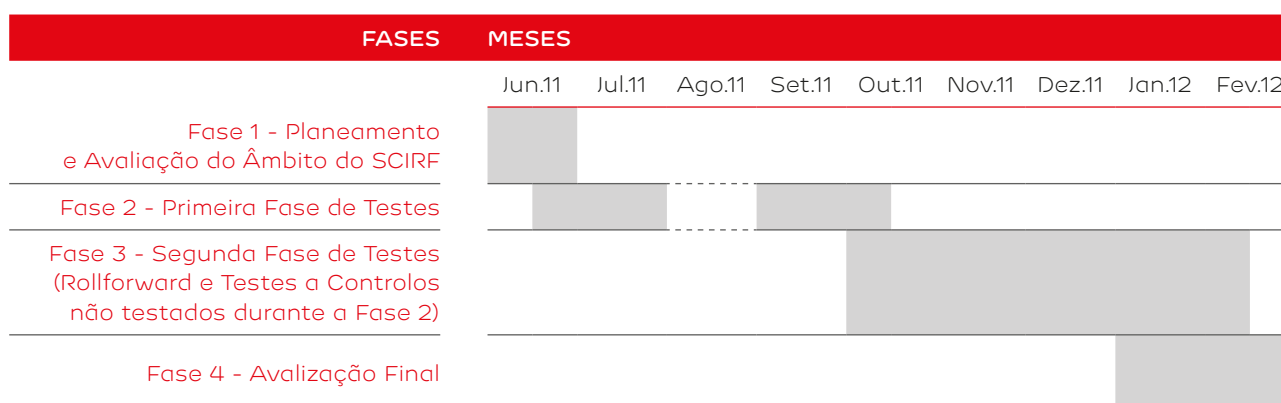 FASES MESES
Jun.11 Jul.11 Ago.11 Set.11 Out.11 Nov.11 Dez.11 Jan.12 Fev.12
Fase 1 - Planeamento
e Avaliação do Âmbito do SCIRF
Fase 2 - Primeira Fase de Testes
Fase 3 - Segunda Fase de Testes
(Rollforward e Testes a Controlos
não testados durante a Fase 2)
Fase 4 - Avalização Final